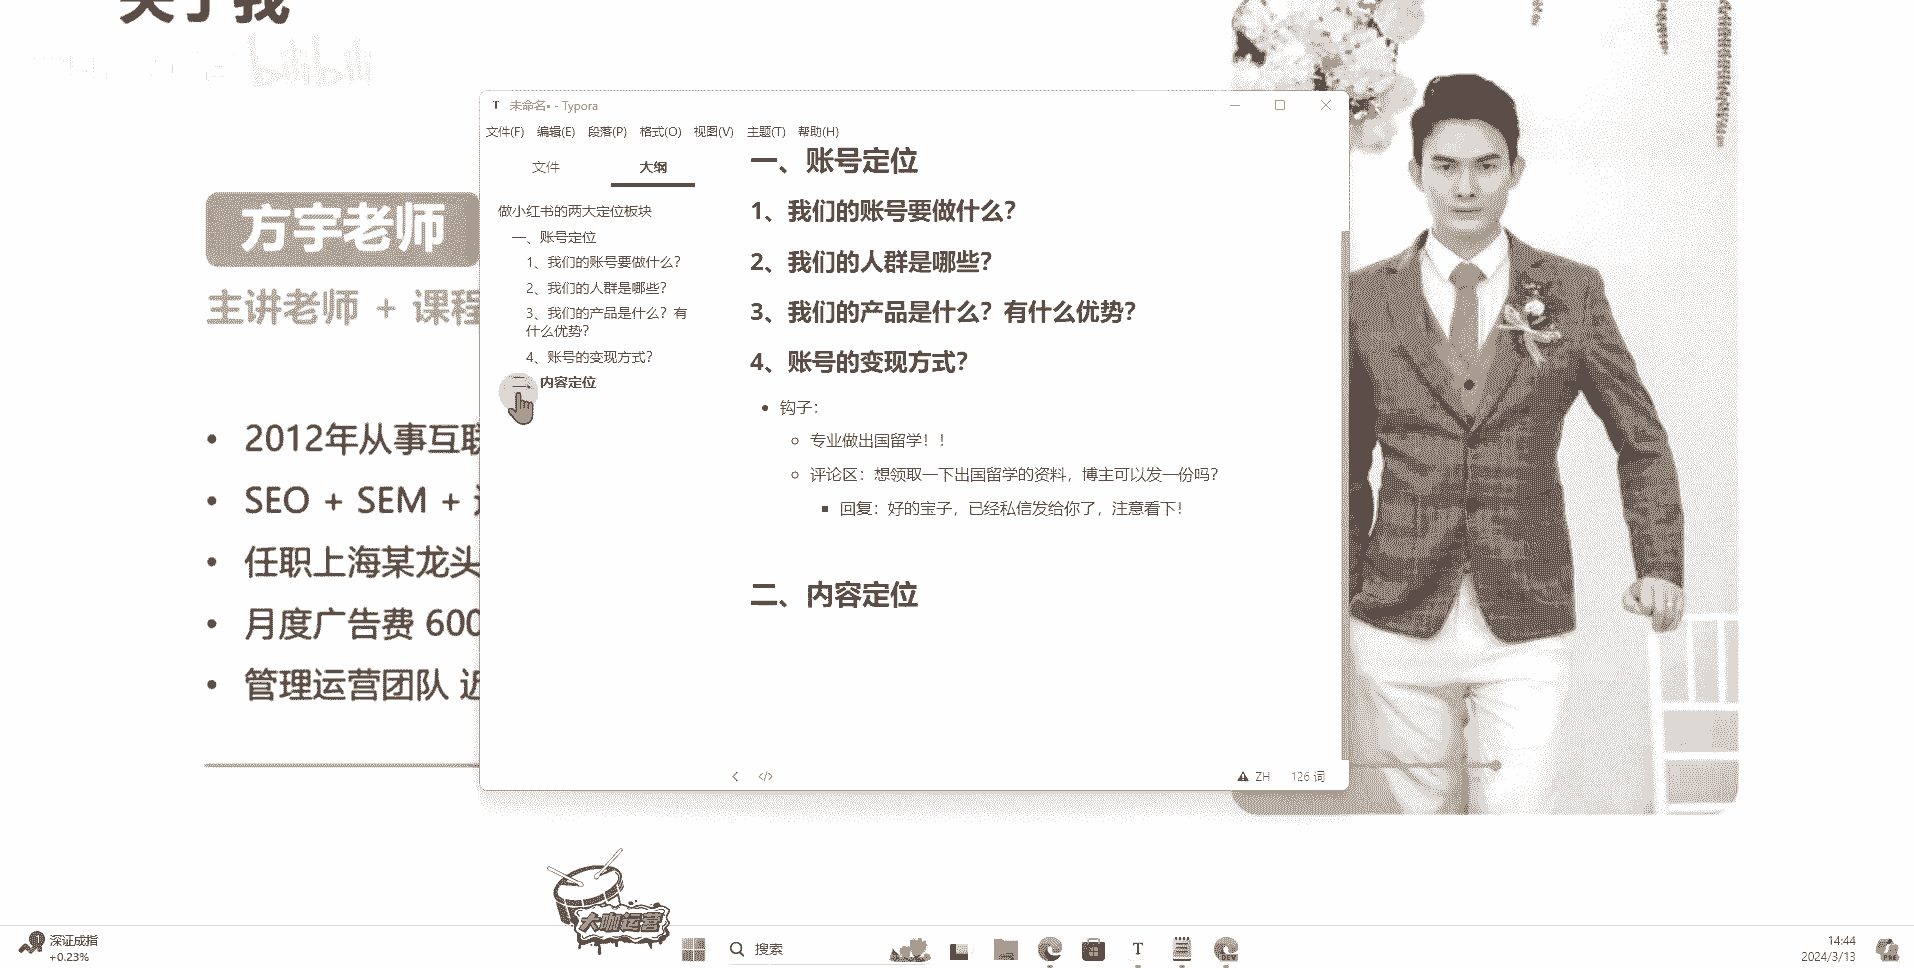 关于我
bilibili
方宇老师
主讲老师 + 课程
2012年从事互联
SEO + SEM +
任职上海某龙头
月度广告费 600
管理运营团队 近
未命名• - Typora
文件(F) 编辑(E) 段落(P) 格式(O) 视图(V) 主题(T) 帮助(H)
文件 大纲
做小红书的两大定位板块
一、账号定位
1、我们的账号要做什么？
2、我们的人群是哪些？
3、我们的产品是什么？有
什么优势？
4、账号的变现方式？
二、内容定位
一、账号定位
1、我们的账号要做什么？
2、我们的人群是哪些？
3、我们的产品是什么？有什么优势？
4、账号的变现方式？
钩子：
专业做出国留学！！
评论区：想领取一下出国留学的资料，博主可以发一份吗？
回复：好的宝子，已经私信发给你了，注意看下！
二、内容定位
</> ZH 126 词
大咖运营
深证成指
+0.23%
搜索
T
DEV
14:44
2024/3/13
PRE